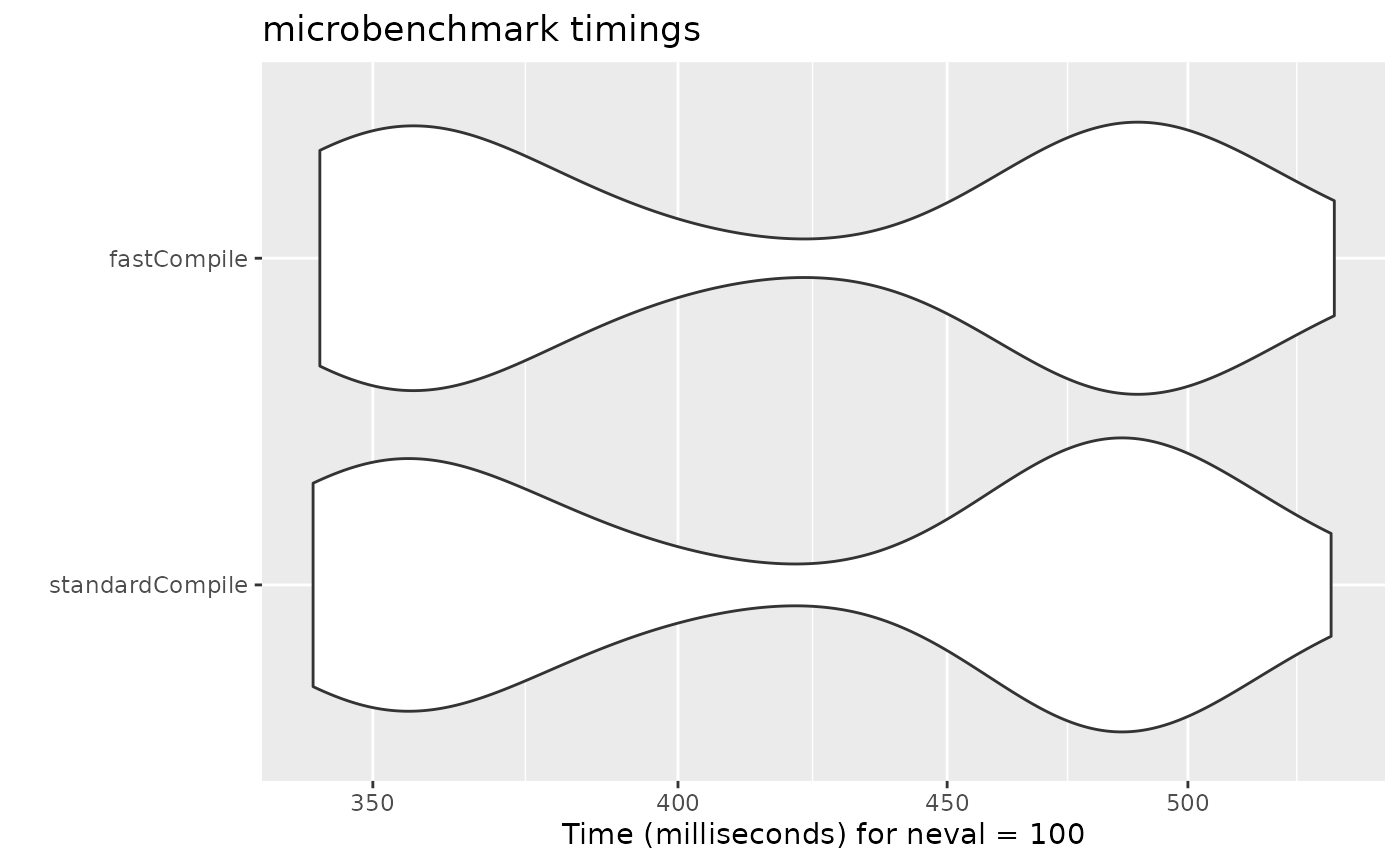 microbenchmark timings
fastCompile
standardCompile
350 400 450 500
Time (milliseconds) for neval = 100